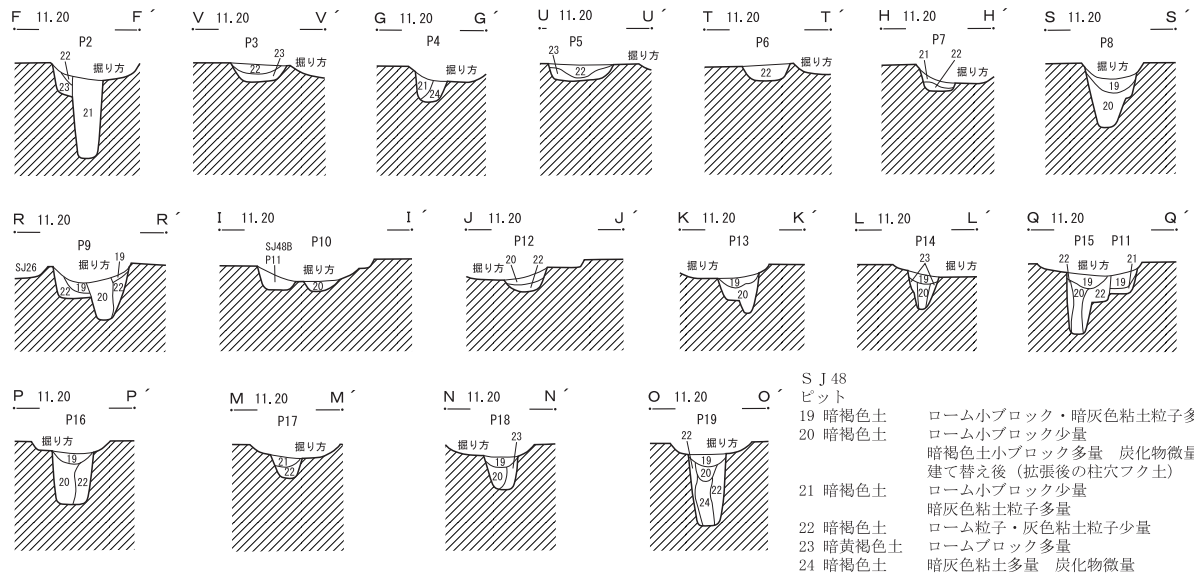 F 11.20 F´ V 11.20 V´ G 11.20 G´ U 11.20 U´ T 11.20 T´ H 11.20 H´ S 11.20 S´
P2 P3 P4 P5 P6 P7 P8
22 23 21 掘り方
22 掘り方 23
掘り方 21 24
23 22 掘り方
22 掘り方
21 22 掘り方
掘り方 19 20
R 11.20 R´ I 11.20 I´ J 11.20 J´ K 11.20 K´ L 11.20 L´ Q 11.20 Q´
P9 SJ48B P11 P10 P12 P13 P14 P15 P11
SJ26 掘り方 19 22 19 20 22
掘り方 20
掘り方 20 22
掘り方 19 20
掘り方 23 19 20
掘り方 22 21 19 19 20 22
P 11.20 P´ M 11.20 M´ N 11.20 N´ O 11.20 O´
P16 P17 P18 P19
掘り方 19 20 22
掘り方 21 22
掘り方 23 19 20
22 掘り方 19 20 22 24
SJ48
ピット
19 暗褐色土 ローム小ブロック・暗灰色粘土粒子多
20 暗褐色土 ローム小ブロック少量
暗褐色土小ブロック多量 炭化物微量
建て替え後（拡張後の柱穴フク土）
21 暗褐色土 ローム小ブロック少量
暗灰色粘土粒子多量
22 暗褐色土 ローム粒子・灰色粘土粒子少量
23 暗黄褐色土 ロームブロック多量
24 暗褐色土 暗灰色粘土多量 炭化物微量